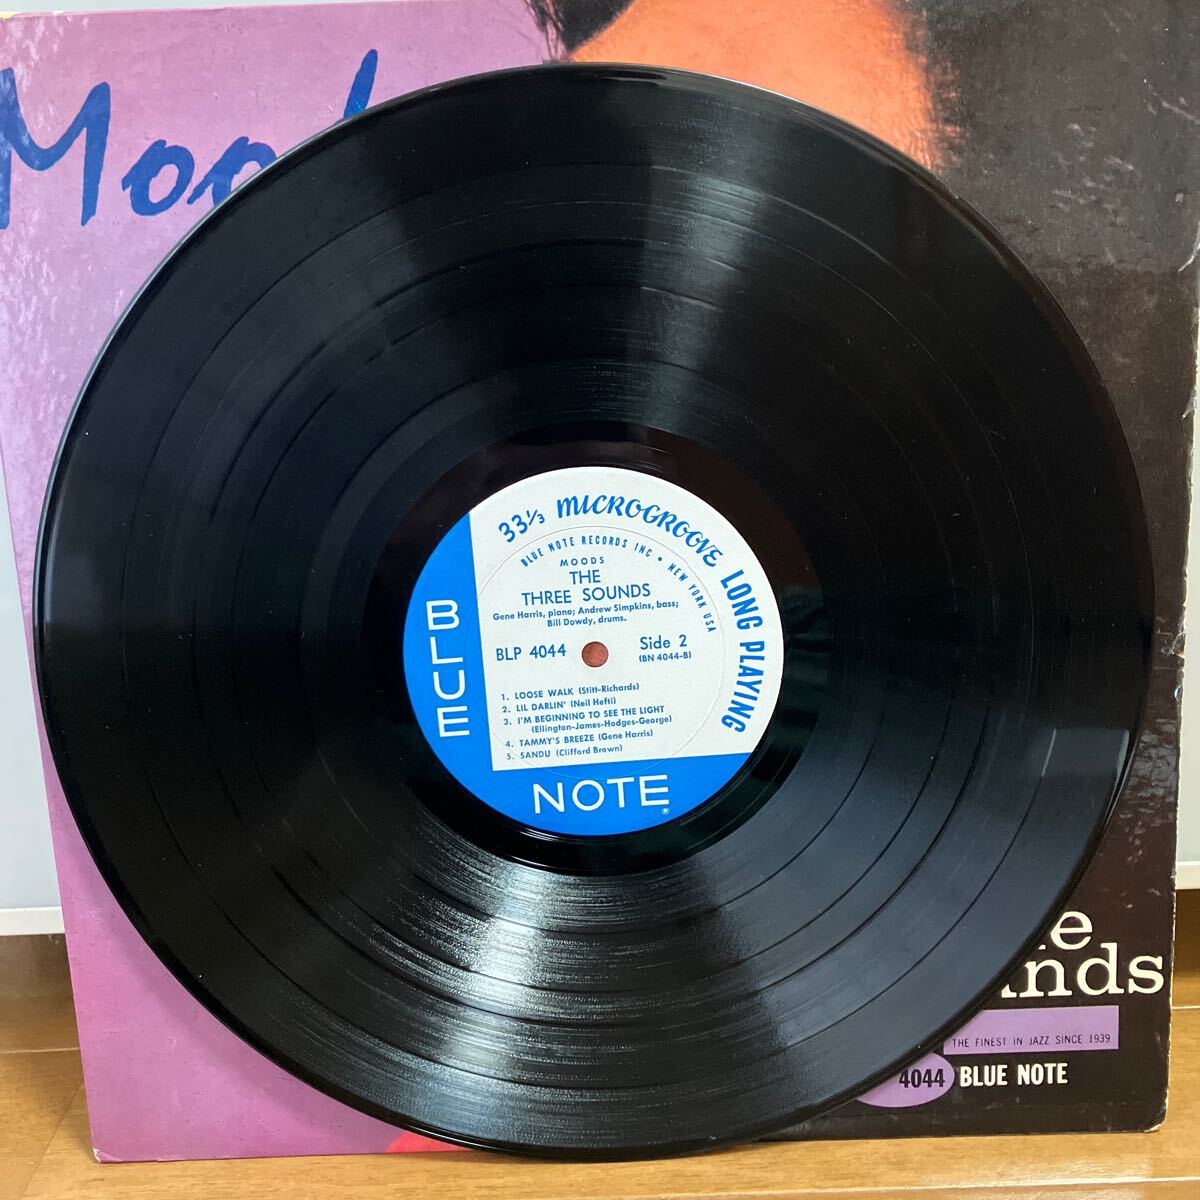 Mood
33⅓ MICROGROOVE LONG PLAYING
BLUE NOTE RECORDS INC • NEW YORK USA
MOODS
THE
THREE SOUNDS
Gene Harris, piano; Andrew Simpkins, bass;
Bill Dowdy, drums.
BLP 4044
Side 2
(BN 4044-B)
1. LOOSE WALK (Stitt-Richards)
2. LIL DARLIN' (Neil Hefti)
3. I'M BEGINNING TO SEE THE LIGHT
(Ellington-James-Hodges-George)
4. TAMMY'S BREEZE (Gene Harris)
5. SANDU (Clifford Brown)
BLUE
NOTE
®
e
nds
THE FINEST IN JAZZ SINCE 1939
4044 BLUE NOTE